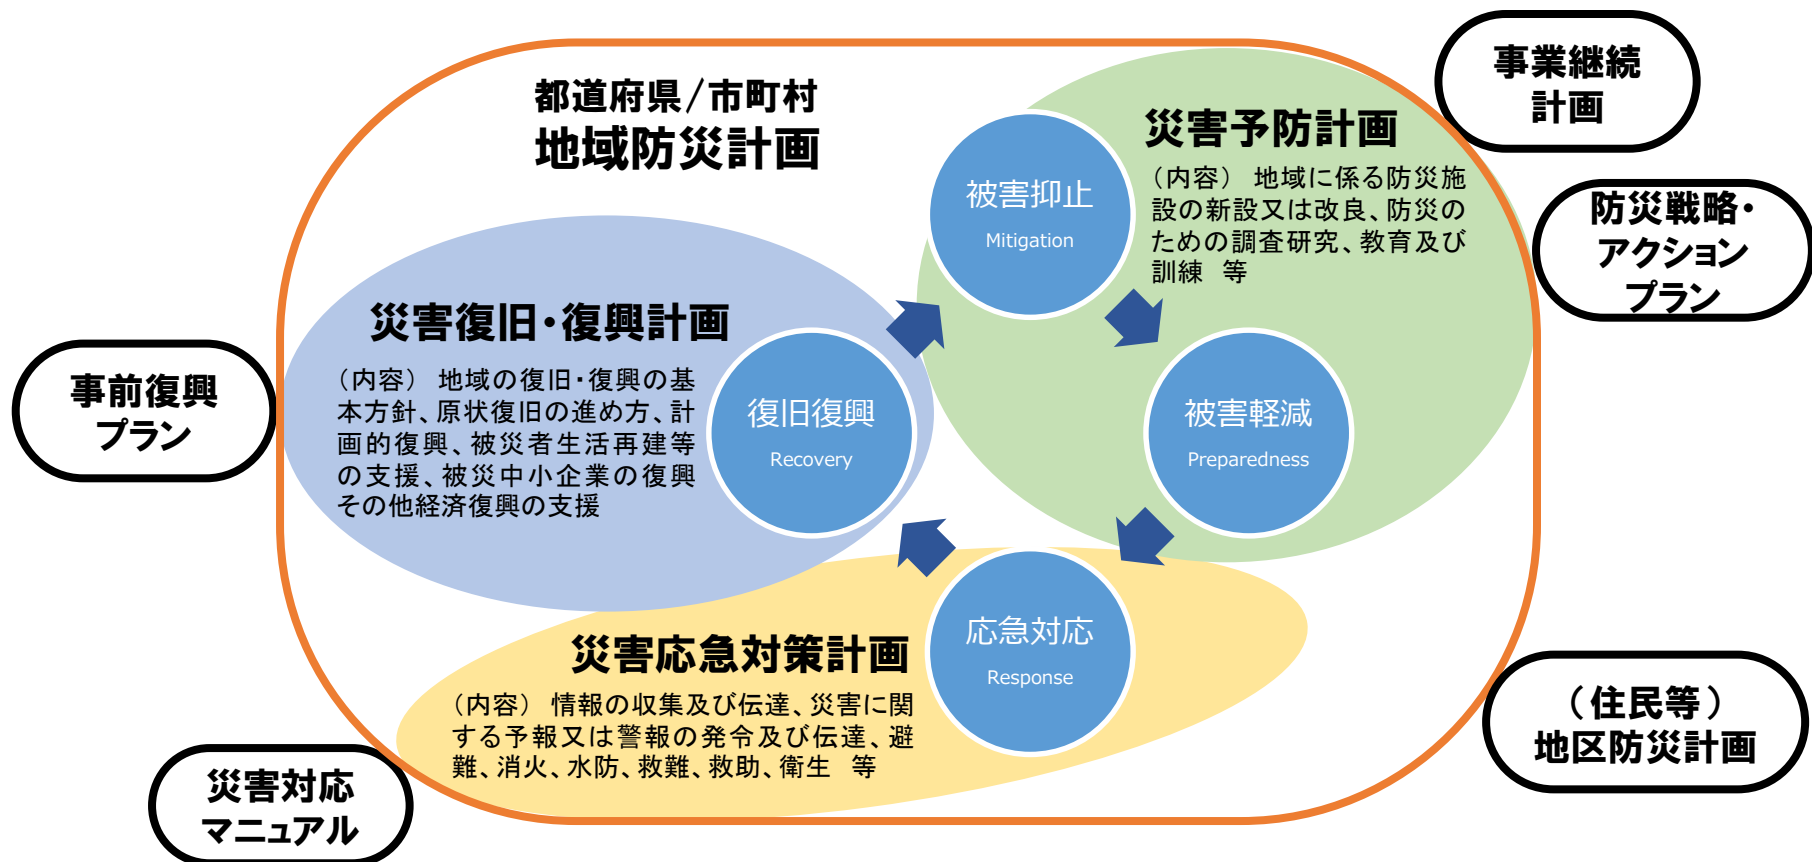 都道府県/市町村
地域防災計画
事業継続
計画
災害予防計画
（内容） 地域に係る防災施
設の新設又は改良、防災の
ための調査研究、教育及び
訓練　等
被害抑止
Mitigation
防災戦略・
アクション
プラン
災害復旧・復興計画
（内容） 地域の復旧・復興の基
本方針、原状復旧の進め方、計
画的復興、被災者生活再建等
の支援、被災中小企業の復興
その他経済復興の支援
事前復興
プラン
復旧復興
Recovery
被害軽減
Preparedness
応急対応
Response
災害応急対策計画
（内容） 情報の収集及び伝達、災害に関
する予報又は警報の発令及び伝達、避
難、消火、水防、救難、救助、衛生　等
（住民等）
地区防災計画
災害対応
マニュアル